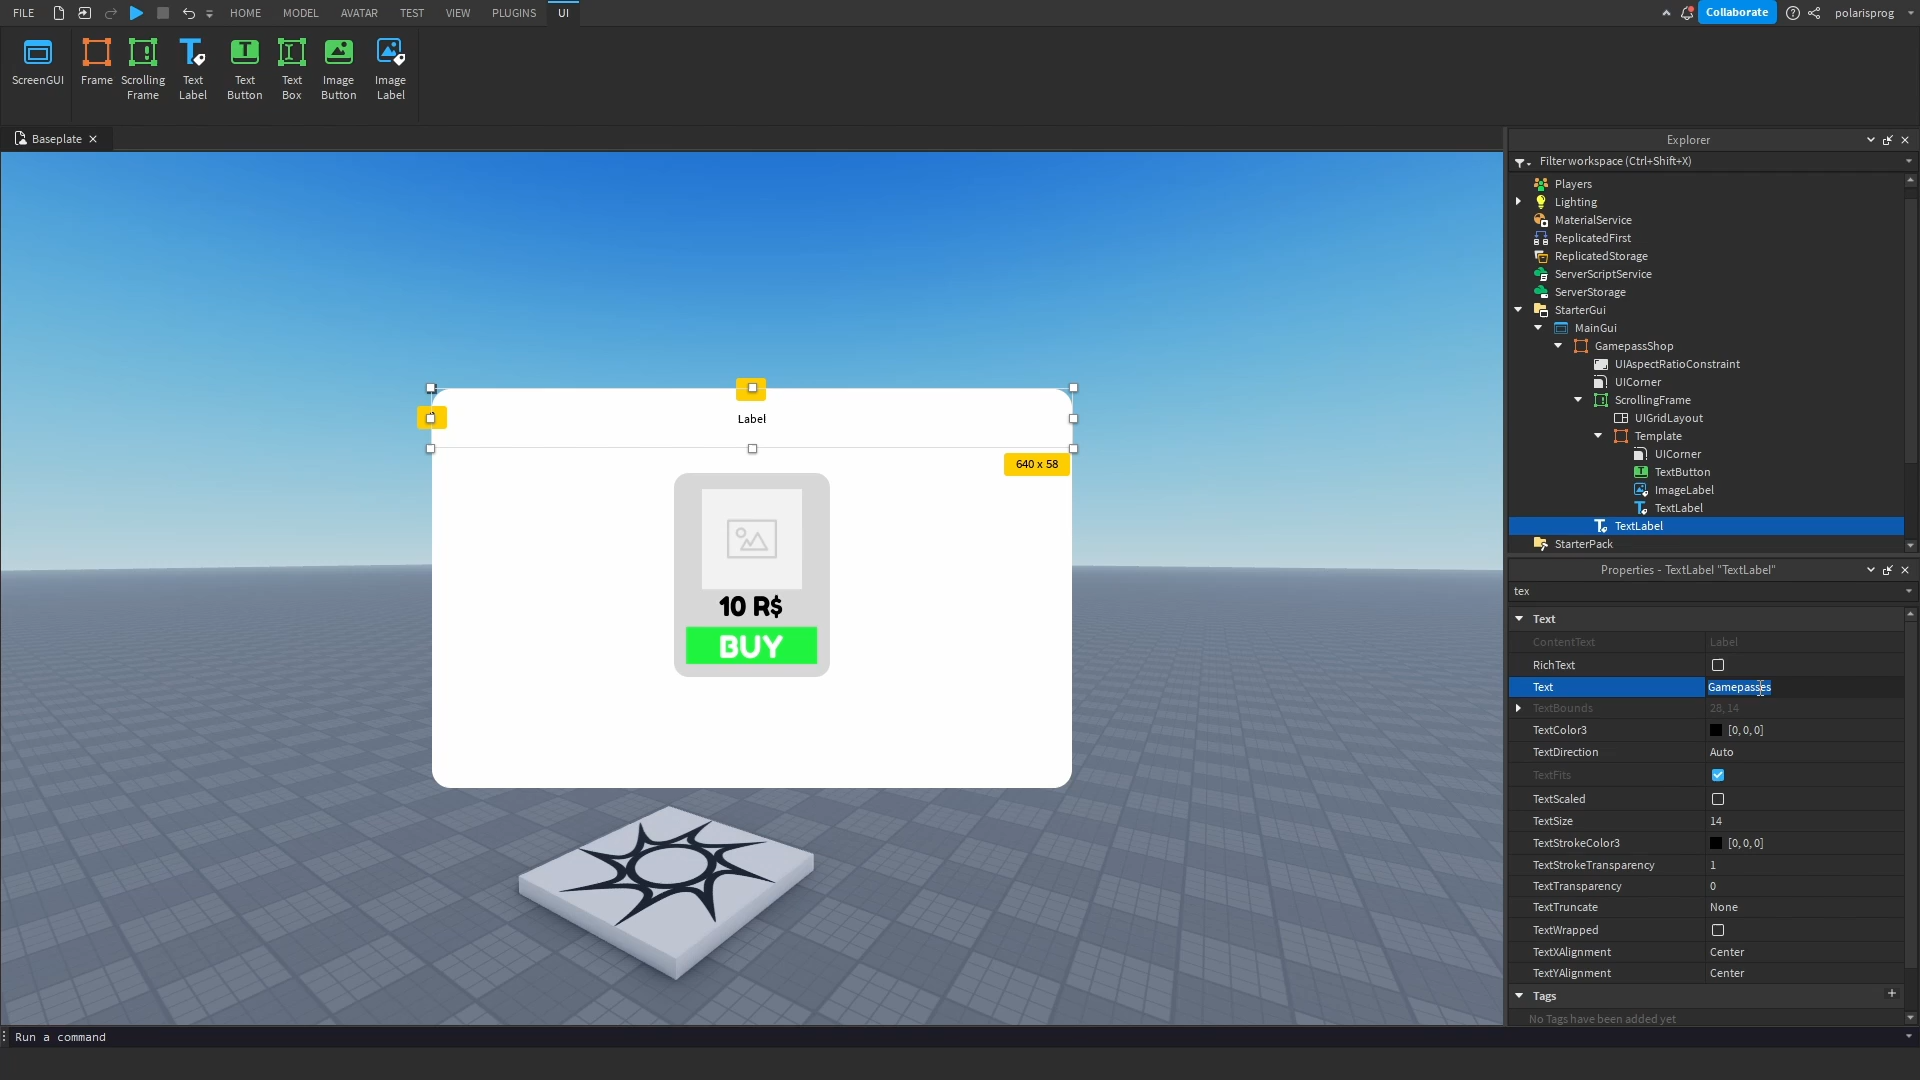 FILE HOME MODEL AVATAR TEST VIEW PLUGINS UI Collaborate polarisprog
ScreenGUI
Frame
Scrolling
Frame
Text
Label
Text
Button
Text
Box
Image
Button
Image
Label
Baseplate
Label
640 x 58
10 R$
BUY
Explorer
Filter workspace (Ctrl+Shift+X)
Players
Lighting
MaterialService
ReplicatedFirst
ReplicatedStorage
ServerScriptService
ServerStorage
StarterGui
MainGui
GamepassShop
UIAspectRatioConstraint
UICorner
ScrollingFrame
UIGridLayout
Template
UICorner
TextButton
ImageLabel
TextLabel
TextLabel
StarterPack
Properties - TextLabel "TextLabel"
tex
Text
ContentText Label
RichText
Text Gamepasses
TextBounds 28, 14
TextColor3 [0, 0, 0]
TextDirection Auto
TextFits
TextScaled
TextSize 14
TextStrokeColor3 [0, 0, 0]
TextStrokeTransparency 1
TextTransparency 0
TextTruncate None
TextWrapped
TextXAlignment Center
TextYAlignment Center
Tags
No Tags have been added yet
Run a command